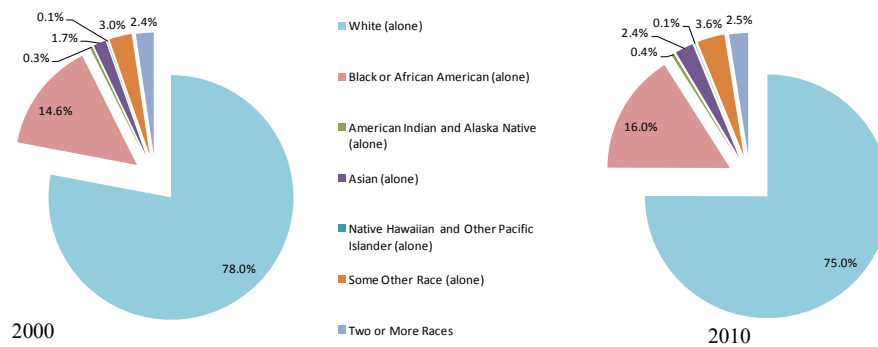 0.1%
3.0%
2.4%
1.7%
0.3%
14.6%
78.0%
2000
White (alone)
Black or African American (alone)
American Indian and Alaska Native
(alone)
Asian (alone)
Native Hawaiian and Other Pacific
Islander (alone)
Some Other Race (alone)
Two or More Races
0.1%
3.6%
2.5%
2.4%
0.4%
16.0%
75.0%
2010